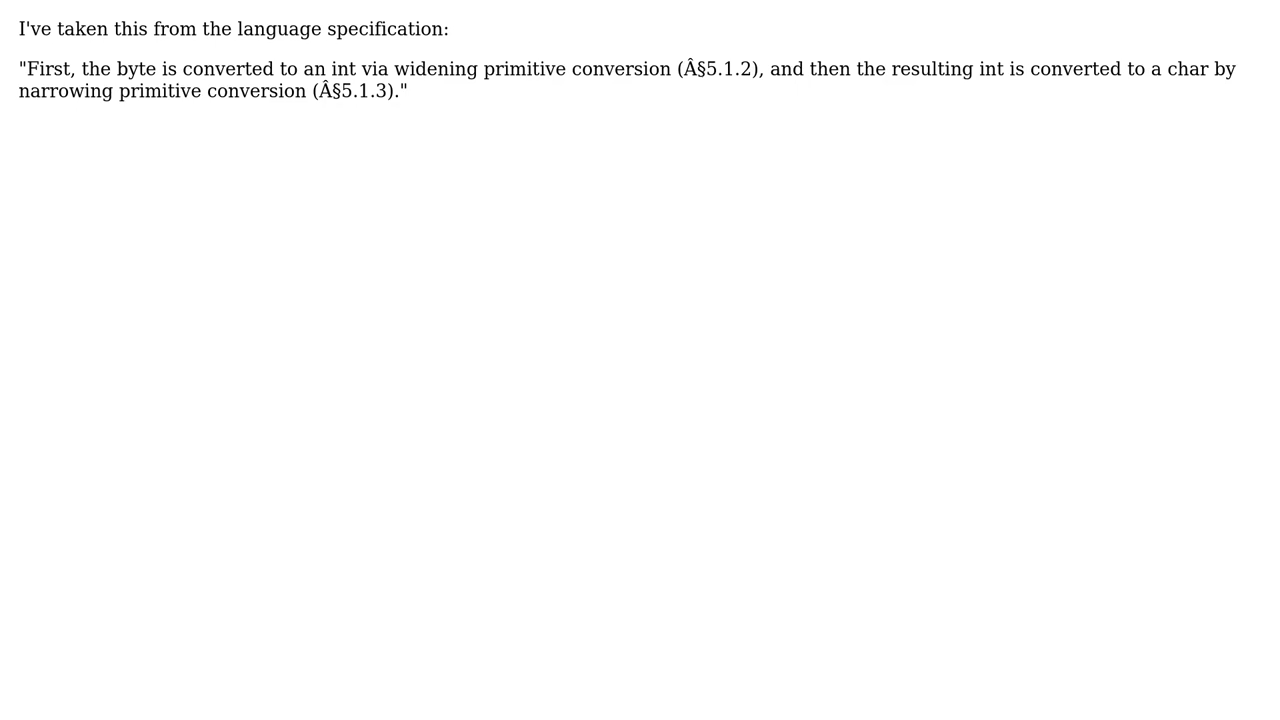 I've taken this from the language specification:
"First, the byte is converted to an int via widening primitive conversion (Â§5.1.2), and then the resulting int is converted to a char by
narrowing primitive conversion (Â§5.1.3)."